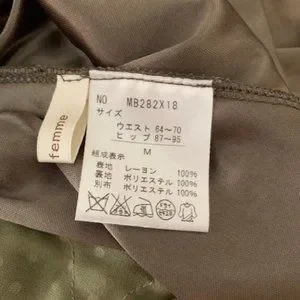 femme
NO MB282X18
サイズ
ウエスト 64～70
ヒップ 87～95
M
組成表示
表地 レーヨン 100%
裏地 ポリエステル 100%
別布 ポリエステル 100%